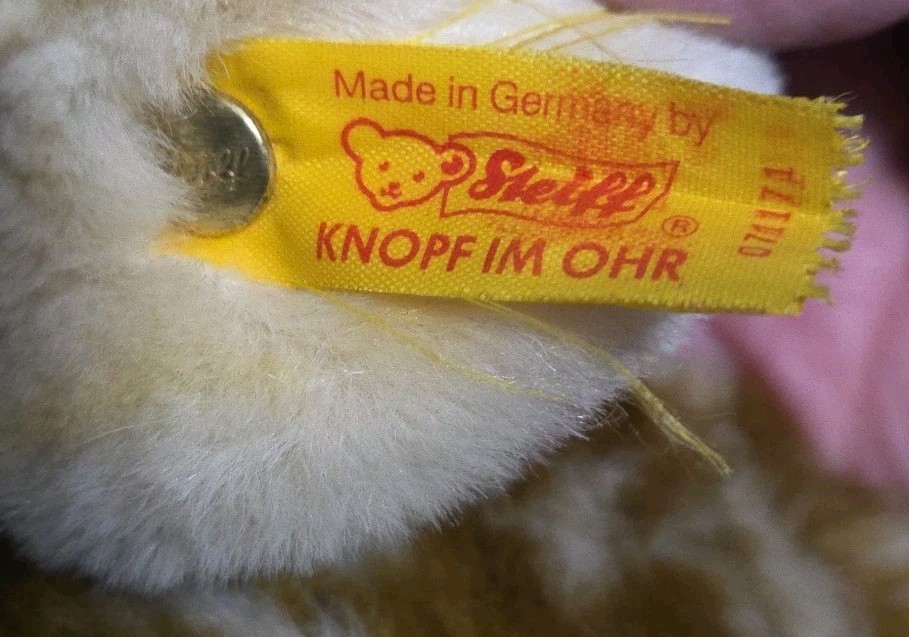 Made in Germany by
Steiff
®
KNOPF IM OHR